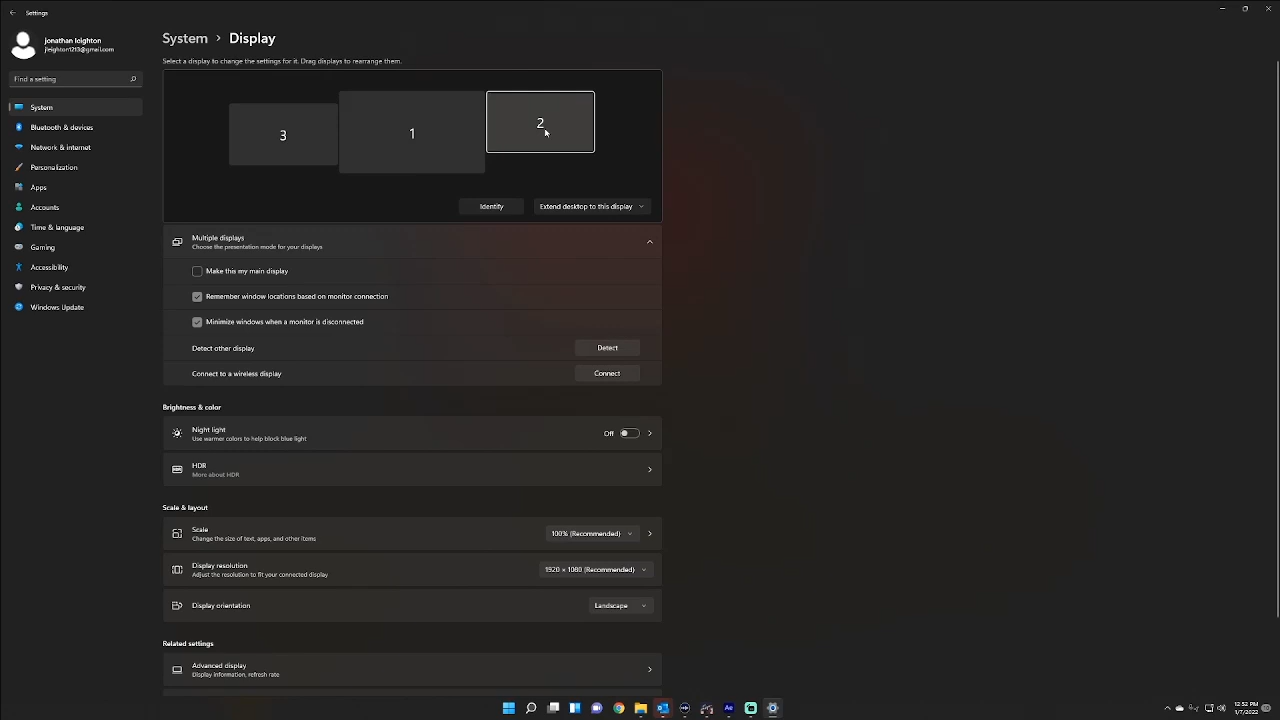 Settings
jonathan leighton
jleighton1213@gmail.com
Find a setting
System
Bluetooth & devices
Network & internet
Personalization
Apps
Accounts
Time & language
Gaming
Accessibility
Privacy & security
Windows Update
System > Display
Select a display to change the settings for it. Drag displays to rearrange them.
3
1
2
Identify
Extend desktop to this display
Multiple displays
Choose the presentation mode for your displays
Make this my main display
Remember window locations based on monitor connection
Minimize windows when a monitor is disconnected
Detect other display
Detect
Connect to a wireless display
Connect
Brightness & color
Night light
Use warmer colors to help block blue light
Off
HDR
More about HDR
Scale & layout
Scale
Change the size of text, apps, and other items
100% (Recommended)
Display resolution
Adjust the resolution to fit your connected display
1920 × 1080 (Recommended)
Display orientation
Landscape
Related settings
Advanced display
Display information, refresh rate
Ae
12:52 PM
1/7/2022